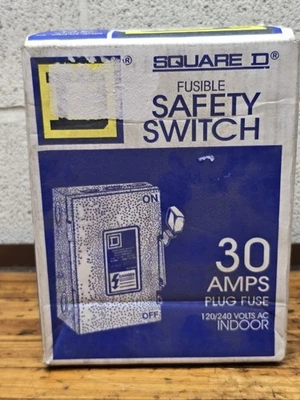 ® SQUARE D®
FUSIBLE
SAFETY
SWITCH
ON
OFF
30
AMPS
PLUG FUSE
120/240 VOLTS AC
INDOOR